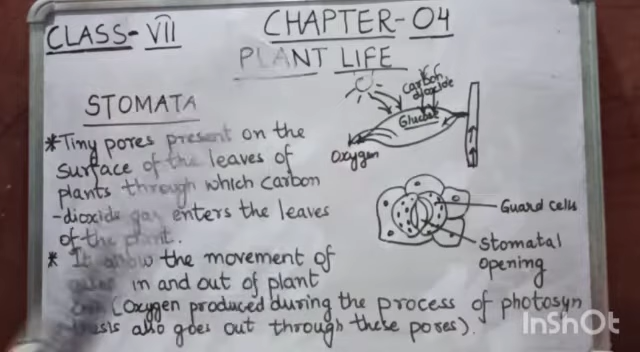 CLASS- VII
CHAPTER- 04
PLANT LIFE
STOMATA
*Tiny pores present on the
surface of the leaves of
plants through which carbon
-dioxide gas enters the leaves
of the plant.
* It allow the movement of
in and out of plant
(Oxygen produced during the process of photosyn
thesis also goes out through these pores).
Carbon
dioxide
Glucose
Oxygen
Guard cells
Stomatal
opening
InShOt